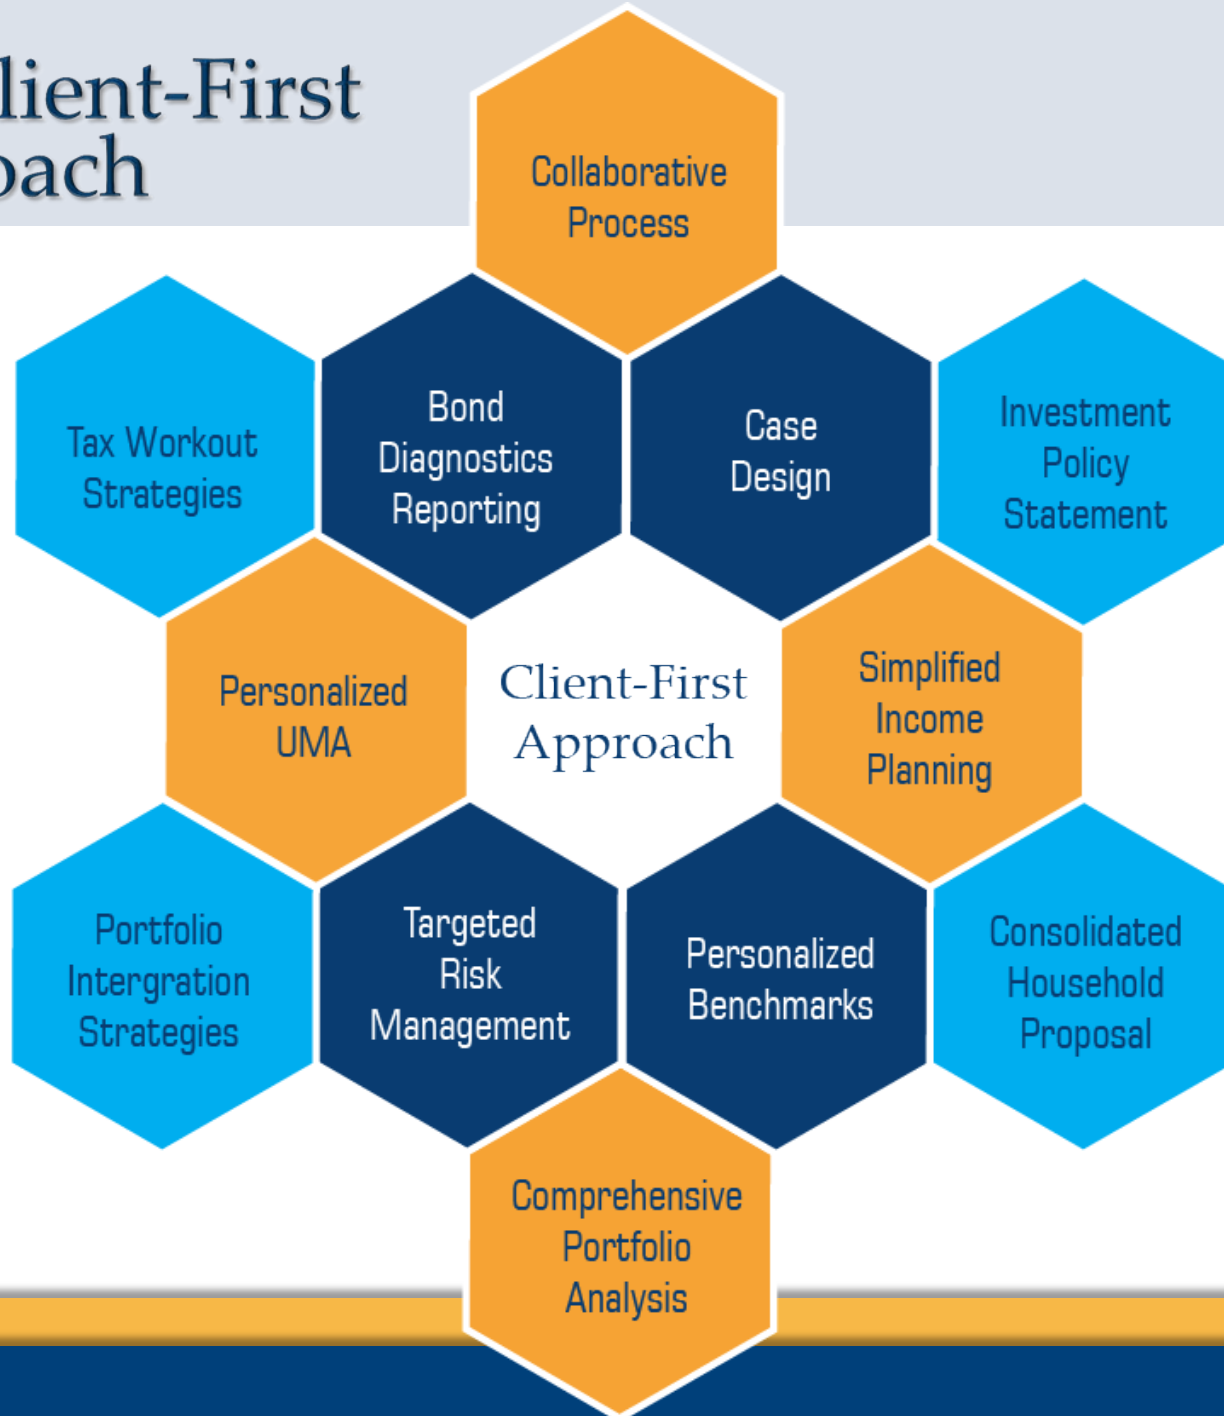 lient-First
oach
Collaborative
Process
Tax Workout
Strategies
Bond
Diagnostics
Reporting
Case
Design
Investment
Policy
Statement
Personalized
UMA
Client-First
Approach
Simplified
Income
Planning
Portfolio
Intergration
Strategies
Targeted
Risk
Management
Personalized
Benchmarks
Consolidated
Household
Proposal
Comprehensive
Portfolio
Analysis